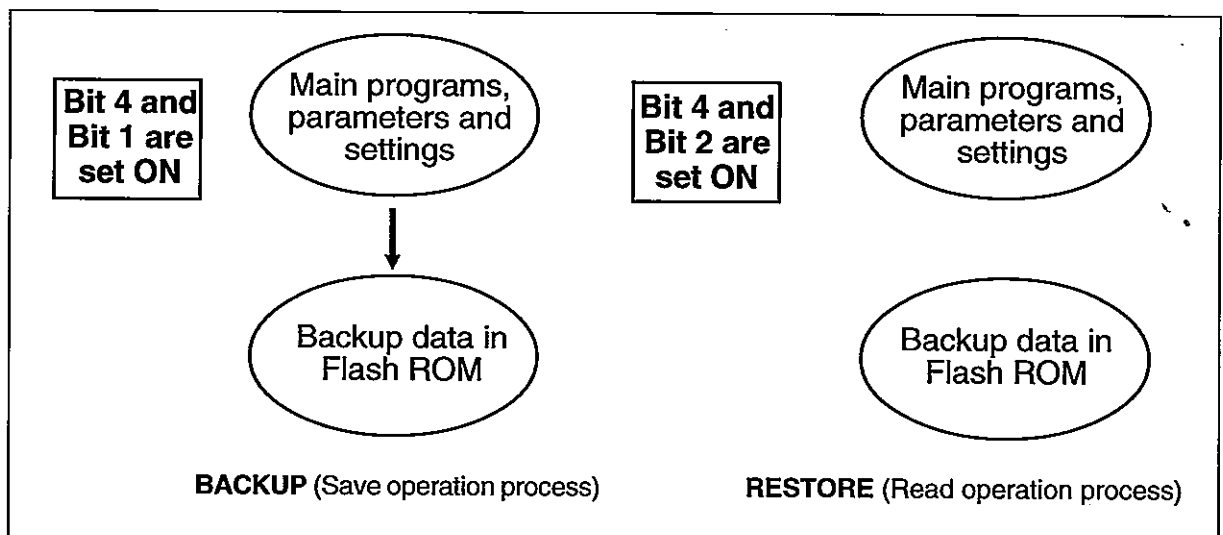 Bit 4 and
Bit 1 are
set ON
Main programs,
parameters and
settings
Backup data in
Flash ROM
BACKUP (Save operation process)
Bit 4 and
Bit 2 are
set ON
Main programs,
parameters and
settings
Backup data in
Flash ROM
RESTORE (Read operation process)